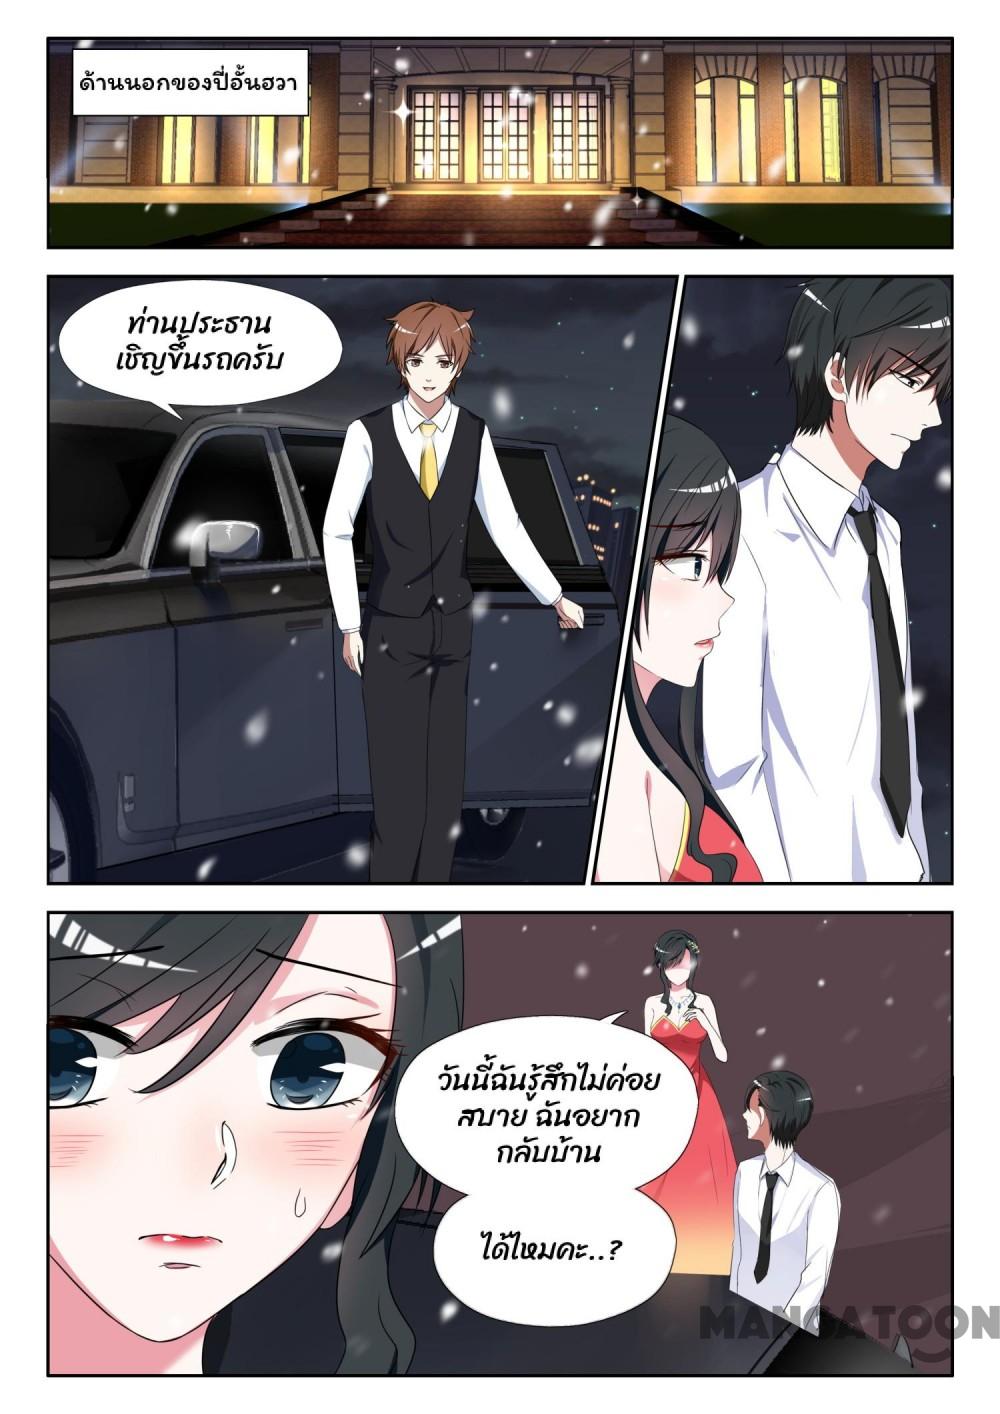 ด้านนอกของปี่อั้นฮวา
ท่านประธาน
เชิญขึ้นรถครับ
วันนี้ฉันรู้สึกไม่ค่อย
สบาย ฉันอยาก
กลับบ้าน
ได้ไหมคะ..?
MANGATOON